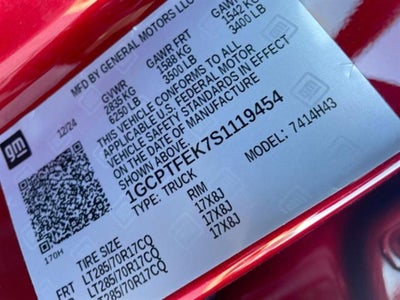 MFD BY GENERAL MOTORS LLC
12/24
GVWR GAWR FRT GAWR
2835 KG 1588 KG 1542 KG
6250 LB 3500 LB 3400 LB
THIS VEHICLE CONFORMS TO ALL
APPLICABLE U.S. FEDERAL MOTOR
VEHICLE SAFETY STANDARDS IN EFFECT
ON THE DATE OF MANUFACTURE
SHOWN ABOVE.
gm
1GCPTFEK7S1119454
TYPE: TRUCK MODEL: 7414H43
170H
TIRE SIZE RIM
FRT LT285/70R17CQ 17X8J
LT285/70R17CQ 17X8J
LT285/70R17CQ 17X8J